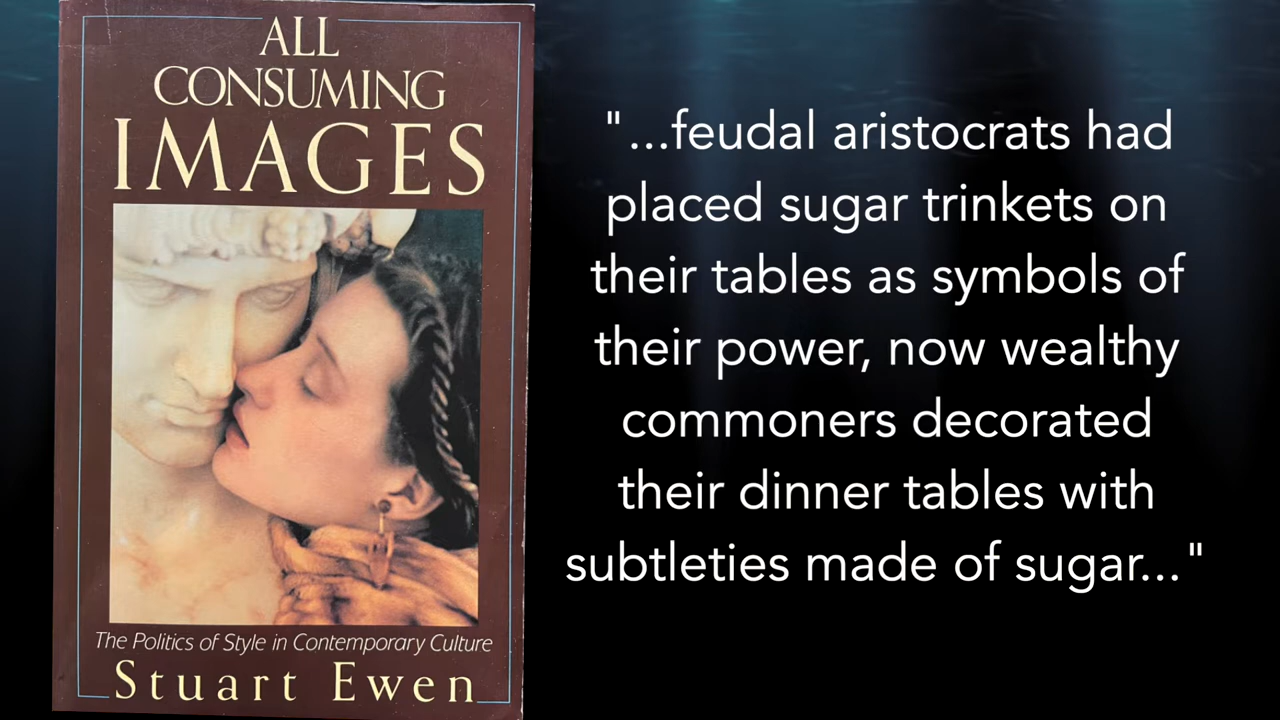 ALL
CONSUMING
IMAGES
The Politics of Style in Contemporary Culture
Stuart Ewen
"...feudal aristocrats had
placed sugar trinkets on
their tables as symbols of
their power, now wealthy
commoners decorated
their dinner tables with
subtleties made of sugar..."